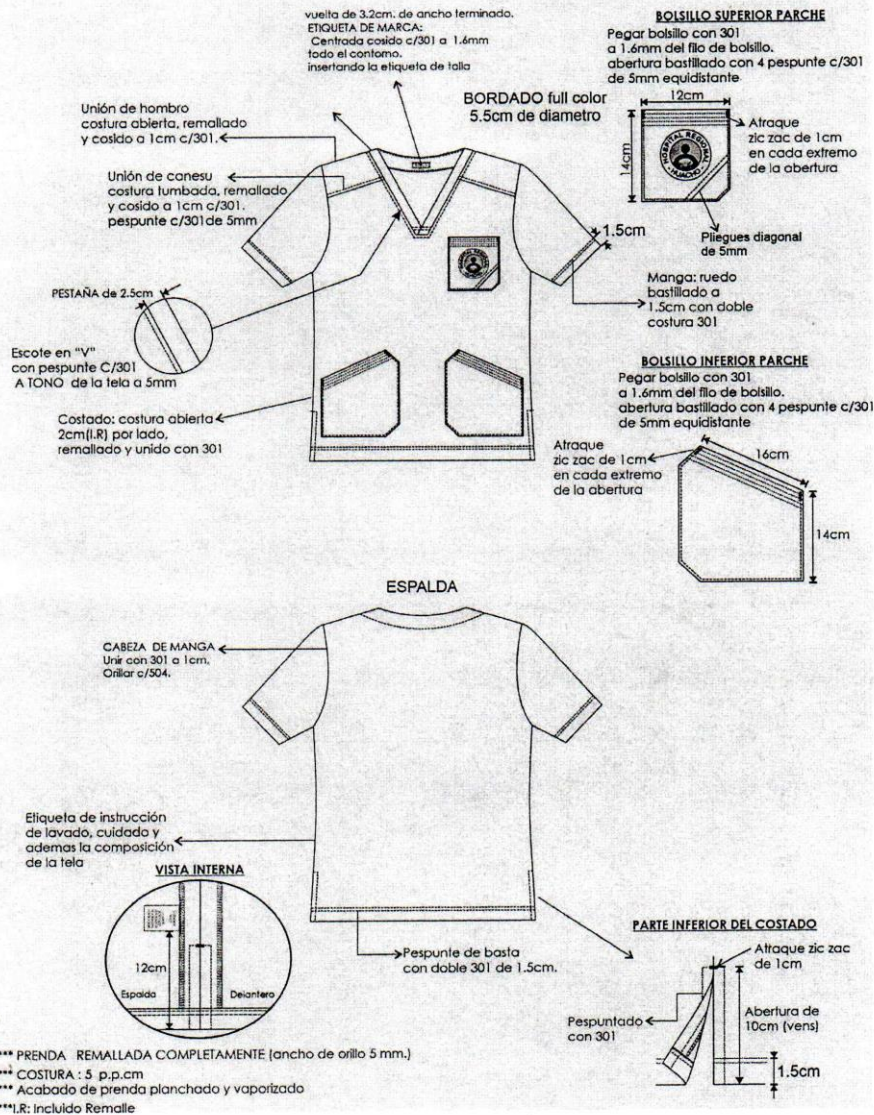 vuelta de 3.2cm. de ancho terminado.
ETIQUETA DE MARCA:
Centrada cosido c/301 a 1.6mm
todo el contorno.
insertando la etiqueta de talla
BORDADO full color
5.5cm de diametro
BOLSILLO SUPERIOR PARCHE
Pegar bolsillo con 301
a 1.6mm del filo de bolsillo.
abertura bastillado con 4 pespunte c/301
de 5mm equidistante
12cm
14cm
HOSPITAL REGIONAL
HUACHO
Atraque
zic zac de 1cm
en cada extremo
de la abertura
Pliegues diagonal
de 5mm
Unión de hombro
costura abierta, remallado
y cosido a 1cm c/301.
Unión de canesu
costura tumbada, remallado
y cosido a 1cm c/301.
pespunte c/301de 5mm
1.5cm
Manga: ruedo
bastillado a
1.5cm con doble
costura 301
PESTAÑA de 2.5cm
Escote en "V"
con pespunte C/301
A TONO de la tela a 5mm
Costado: costura abierta
2cm(I.R) por lado,
remallado y unido con 301
BOLSILLO INFERIOR PARCHE
Pegar bolsillo con 301
a 1.6mm del filo de bolsillo.
abertura bastillado con 4 pespunte c/301
de 5mm equidistante
Atraque
zic zac de 1cm
en cada extremo
de la abertura
16cm
14cm
ESPALDA
CABEZA DE MANGA
Unir con 301 a 1cm.
Orillar c/504.
Etiqueta de instrucción
de lavado, cuidado y
ademas la composición
de la tela
VISTA INTERNA
12cm
Espalda
Delantero
Pespunte de basta
con doble 301 de 1.5cm.
PARTE INFERIOR DEL COSTADO
Atraque zic zac
de 1cm
Pespuntado
con 301
Abertura de
10cm (vens)
1.5cm
*** PRENDA REMALLADA COMPLETAMENTE (ancho de orillo 5 mm.)
*** COSTURA : 5 p.p.cm
*** Acabado de prenda planchado y vaporizado
***I.R: Incluido Remalle